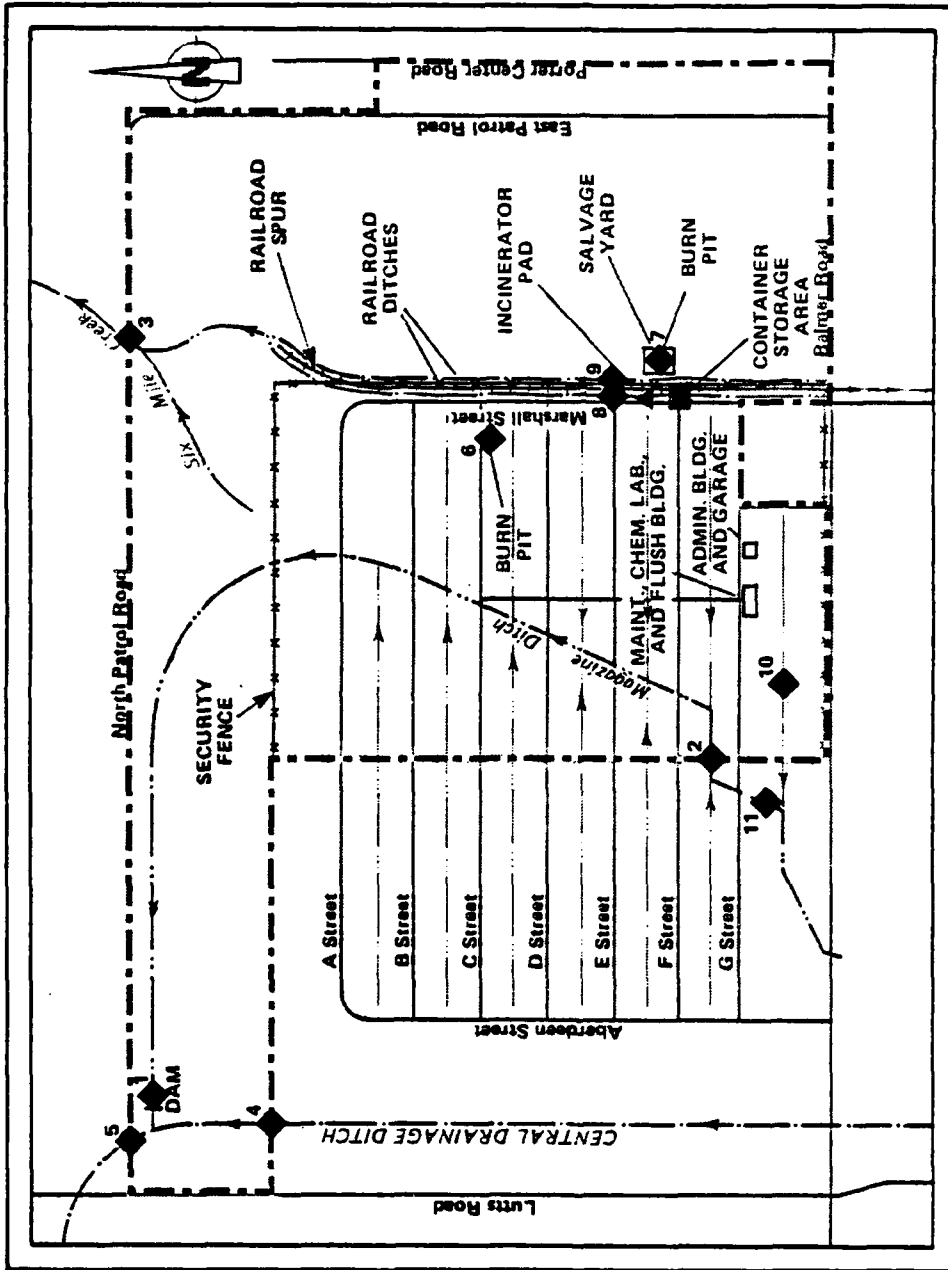 N
North Patrol Road
5
1
DAM
4
3
Six Mile Creek
SECURITY
FENCE
RAILROAD
SPUR
RAILROAD
DITCHES
INCINERATOR
PAD
SALVAGE
YARD
BURN
PIT
CONTAINER
STORAGE
AREA
Balmer Road
Lutts Road
CENTRAL DRAINAGE DITCH
Aberdeen Street
Marshall Street
East Patrol Road
Porter Center Road
A Street
B Street
C Street
D Street
E Street
F Street
G Street
Magazine Ditch
6
BURN
PIT
9
8
7
MAINT., CHEM. LAB.,
AND FLUSH BLDG.
ADMIN. BLDG.
AND GARAGE
2
10
11